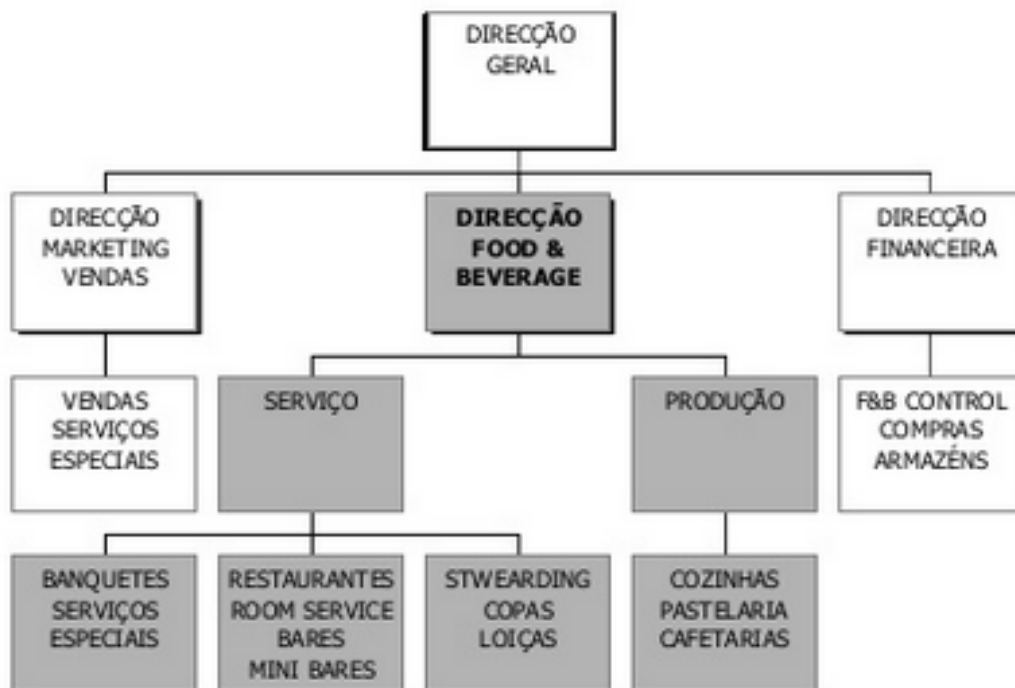 DIRECÇÃO
GERAL
DIRECÇÃO
MARKETING
VENDAS
DIRECÇÃO
FOOD &
BEVERAGE
DIRECÇÃO
FINANCEIRA
VENDAS
SERVIÇOS
ESPECIAIS
SERVIÇO
PRODUÇÃO
F&B CONTROL
COMPRAS
ARMAZÉNS
BANQUETES
SERVIÇOS
ESPECIAIS
RESTAURANTES
ROOM SERVICE
BARES
MINI BARES
STWEARDING
COPAS
LOIÇAS
COZINHAS
PASTELARIA
CAFETARIAS